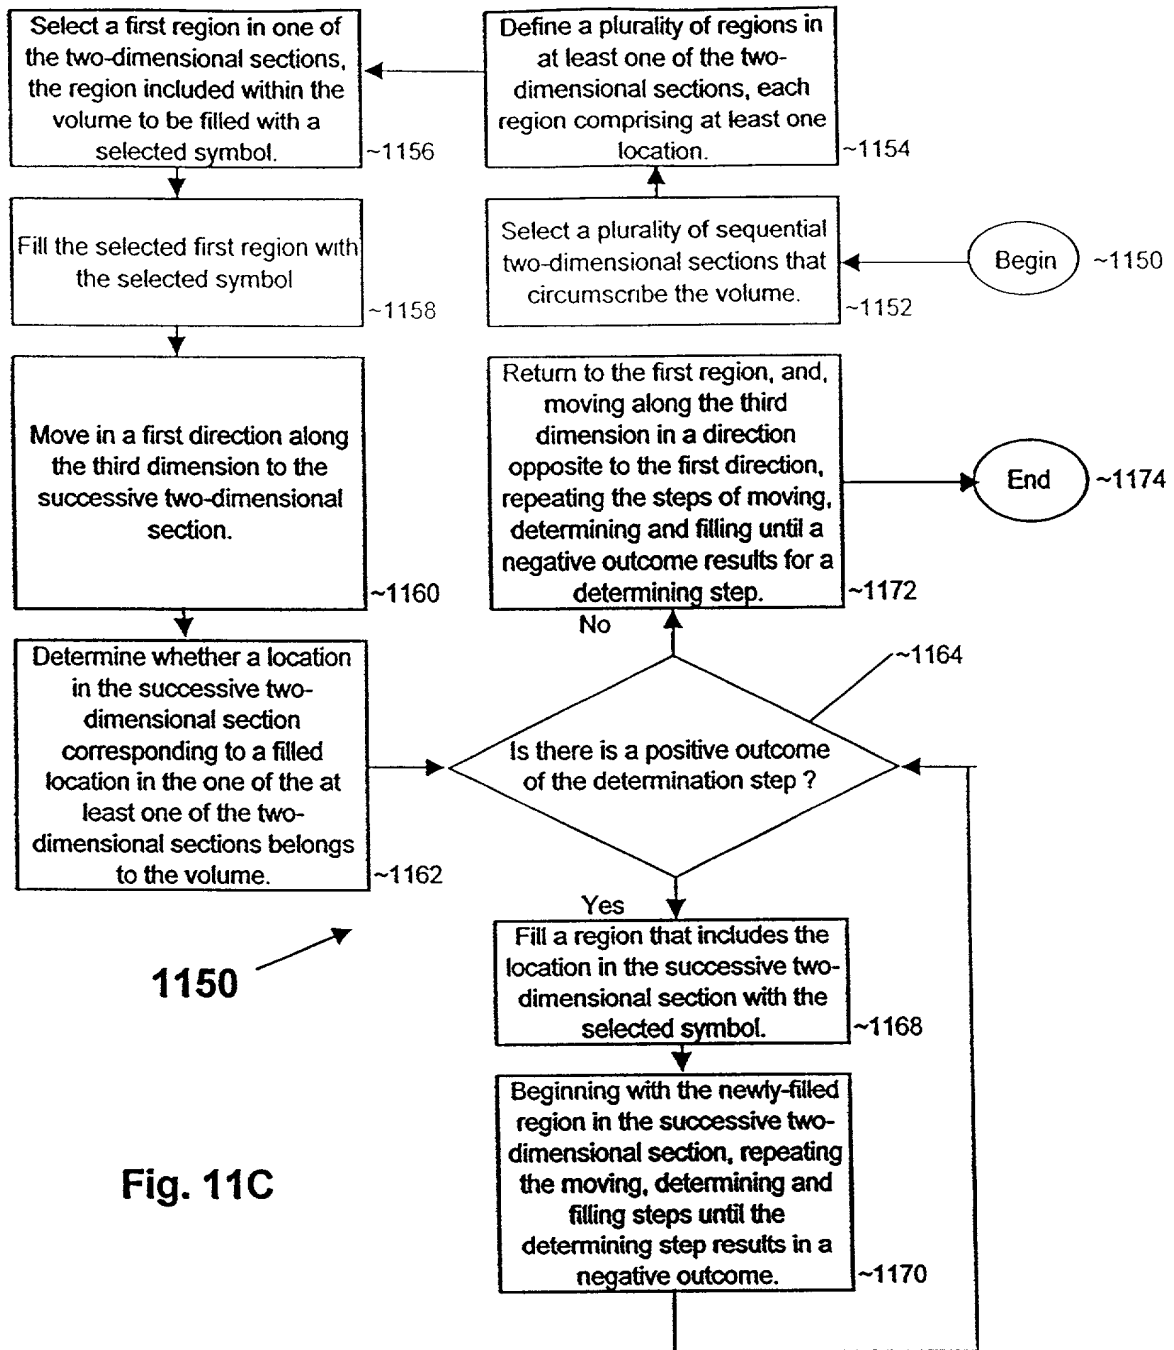 Begin
~1150
Select a plurality of sequential
two-dimensional sections that
circumscribe the volume.
~1152
Define a plurality of regions in
at least one of the two-
dimensional sections, each
region comprising at least one
location.
~1154
Select a first region in one of
the two-dimensional sections,
the region included within the
volume to be filled with a
selected symbol.
~1156
Fill the selected first region with
the selected symbol
~1158
Move in a first direction along
the third dimension to the
successive two-dimensional
section.
~1160
Determine whether a location
in the successive two-
dimensional section
corresponding to a filled
location in the one of the at
least one of the two-
dimensional sections belongs
to the volume.
~1162
Is there is a positive outcome
of the determination step ?
~1164
No
Return to the first region, and,
moving along the third
dimension in a direction
opposite to the first direction,
repeating the steps of moving,
determining and filling until a
negative outcome results for a
determining step.
~1172
End
~1174
Yes
Fill a region that includes the
location in the successive two-
dimensional section with the
selected symbol.
~1168
Beginning with the newly-filled
region in the successive two-
dimensional section, repeating
the moving, determining and
filling steps until the
determining step results in a
negative outcome.
~1170
1150
Fig. 11C